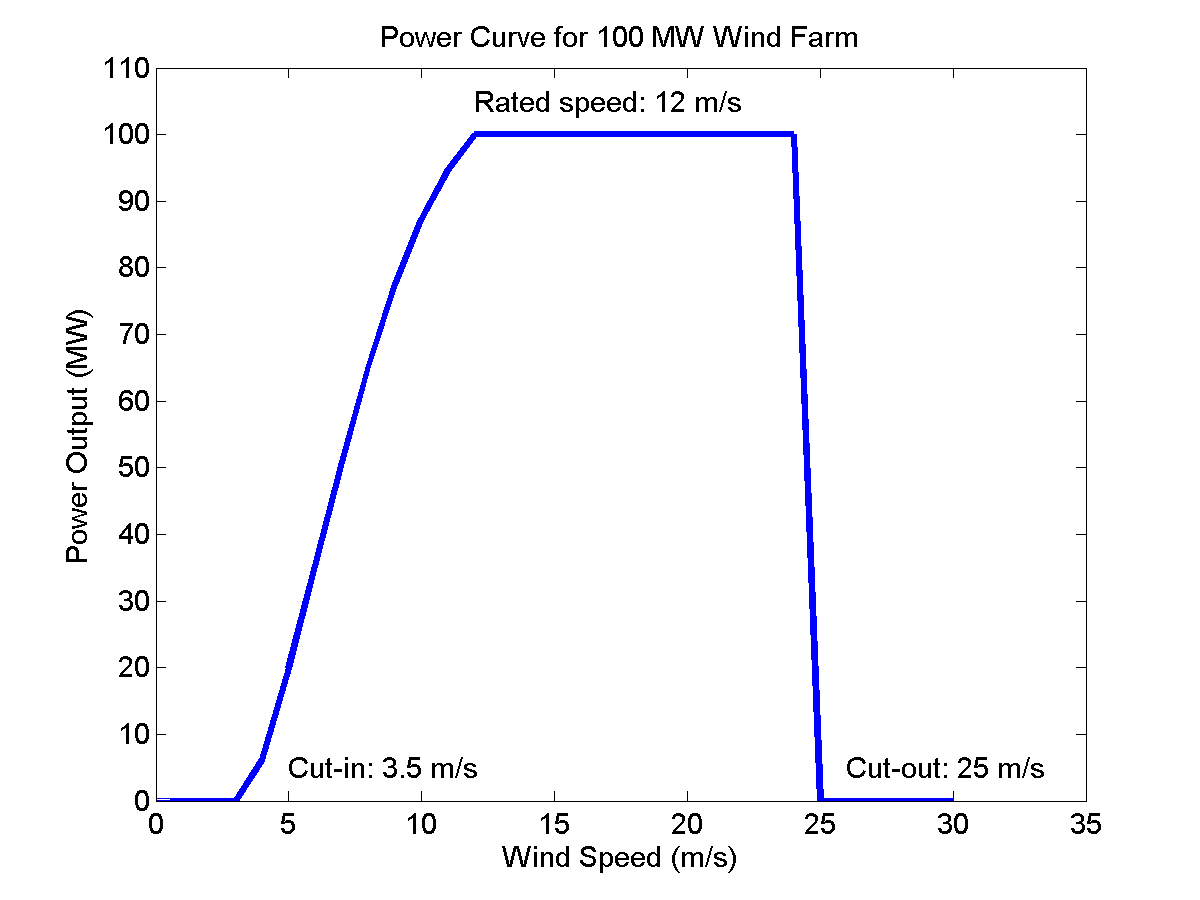 Power Curve for 100 MW Wind Farm
110
100
90
80
70
60
50
40
30
20
10
0
Power Output (MW)
Rated speed: 12 m/s
Cut-in: 3.5 m/s
Cut-out: 25 m/s
0 5 10 15 20 25 30 35
Wind Speed (m/s)